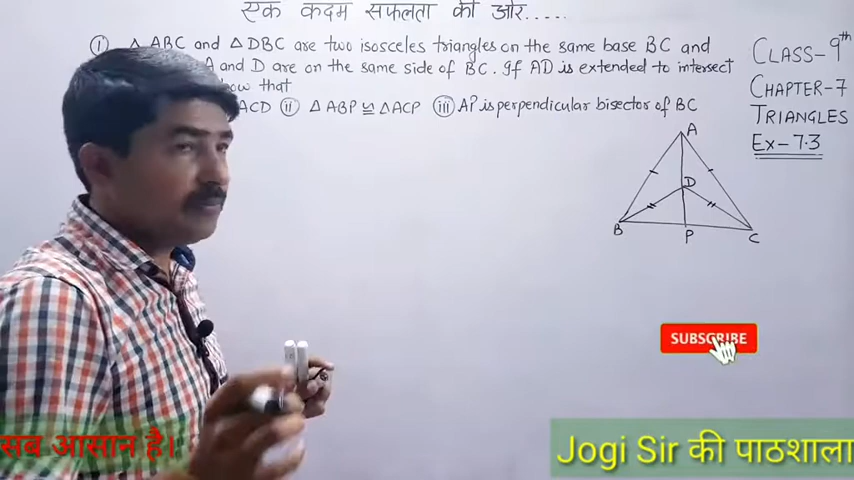 एक कदम सफलता की ओर.....
(i) △ABC and △DBC are two isosceles triangles on the same base BC and
A and D are on the same side of BC. If AD is extended to intersect
that
ACD (ii) △ABP ≅ △ACP (iii) AP is perpendicular bisector of BC
CLASS-9th
CHAPTER-7
TRIANGLES
Ex-7.3
A
D
B
P
C
SUBSCRIBE
सब आसान है।
Jogi Sir की पाठशाला